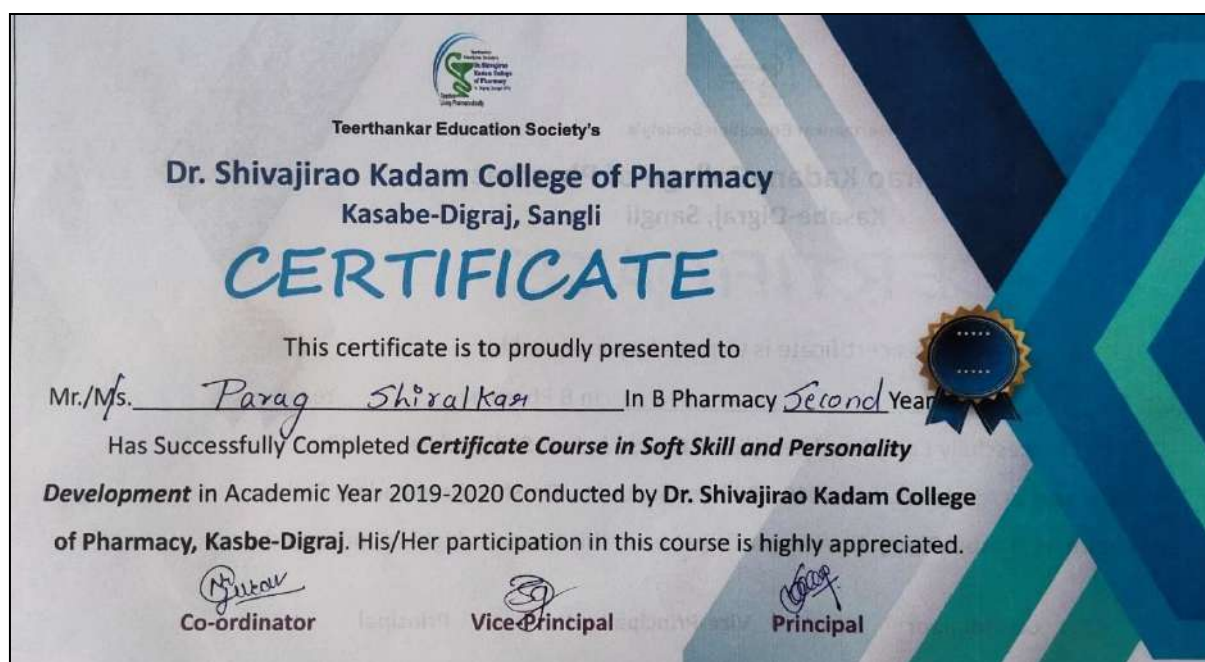 Teerthankar Education Society's
Dr. Shivajirao Kadam College of Pharmacy
Kasabe-Digraj, Sangli
CERTIFICATE
This certificate is to proudly presented to
Mr./Ms. Parag Shiralkar In B Pharmacy Second Year
Has Successfully Completed Certificate Course in Soft Skill and Personality
Development in Academic Year 2019-2020 Conducted by Dr. Shivajirao Kadam College
of Pharmacy, Kasbe-Digraj. His/Her participation in this course is highly appreciated.
Co-ordinator Vice-Principal Principal